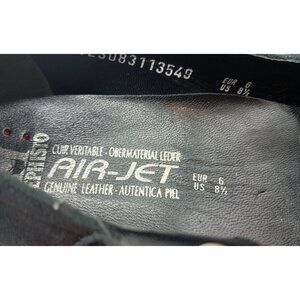 23083113549
EUR 6
US 8½
CUIR VERITABLE - OBERMATERIAL LEDER
AIR-JET
GENUINE LEATHER - AUTENTICA PIEL
EUR 6
US 8½